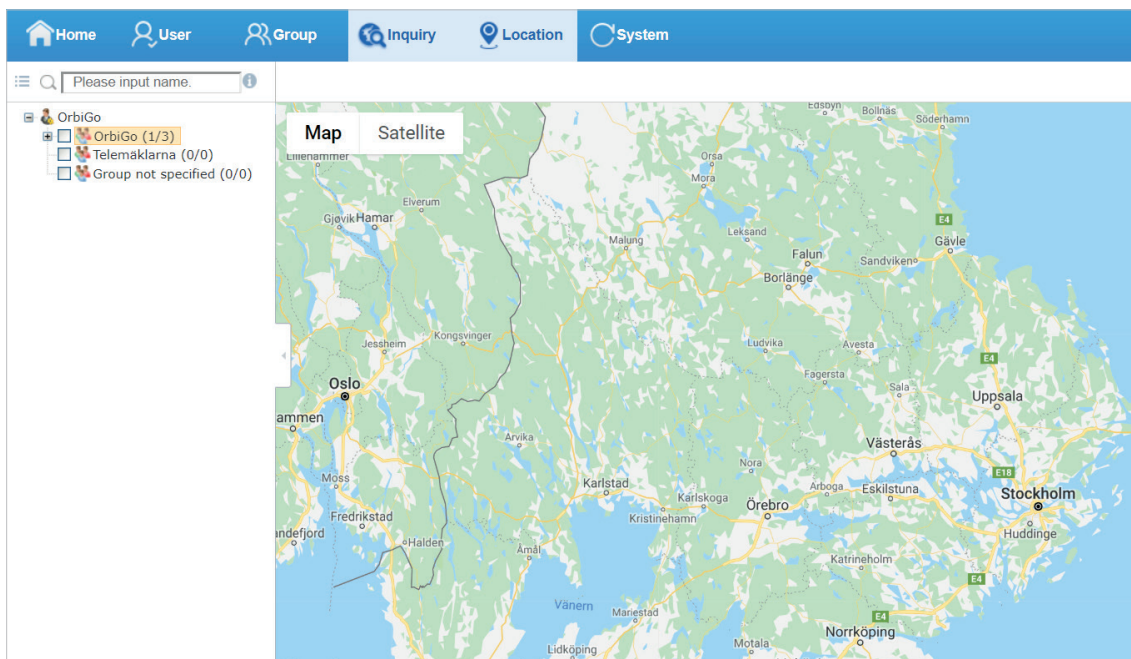 Home User Group Inquiry Location System
Please input name.
OrbiGo
OrbiGo (1/3)
Telemäklarna (0/0)
Group not specified (0/0)
Map Satellite
Edsbyn
Bollnäs
Söderhamn
Lillehammer
Orsa
Mora
Elverum
Gjøvik
Hamar
E4
Leksand
Malung
Gävle
Falun
Sandviken
Borlänge
Kongsvinger
Jessheim
Ludvika
Avesta
E4
Oslo
Fagersta
Sala
Uppsala
ammen
Arvika
Västerås
Nora
E18
Moss
Karlstad
Arboga
Eskilstuna
Stockholm
Karlskoga
Örebro
Fredrikstad
Kristinehamn
andefjord
Halden
Huddinge
Åmål
Katrineholm
E4
Vänern
Mariestad
E4
Norrköping
Motala
Lidköping